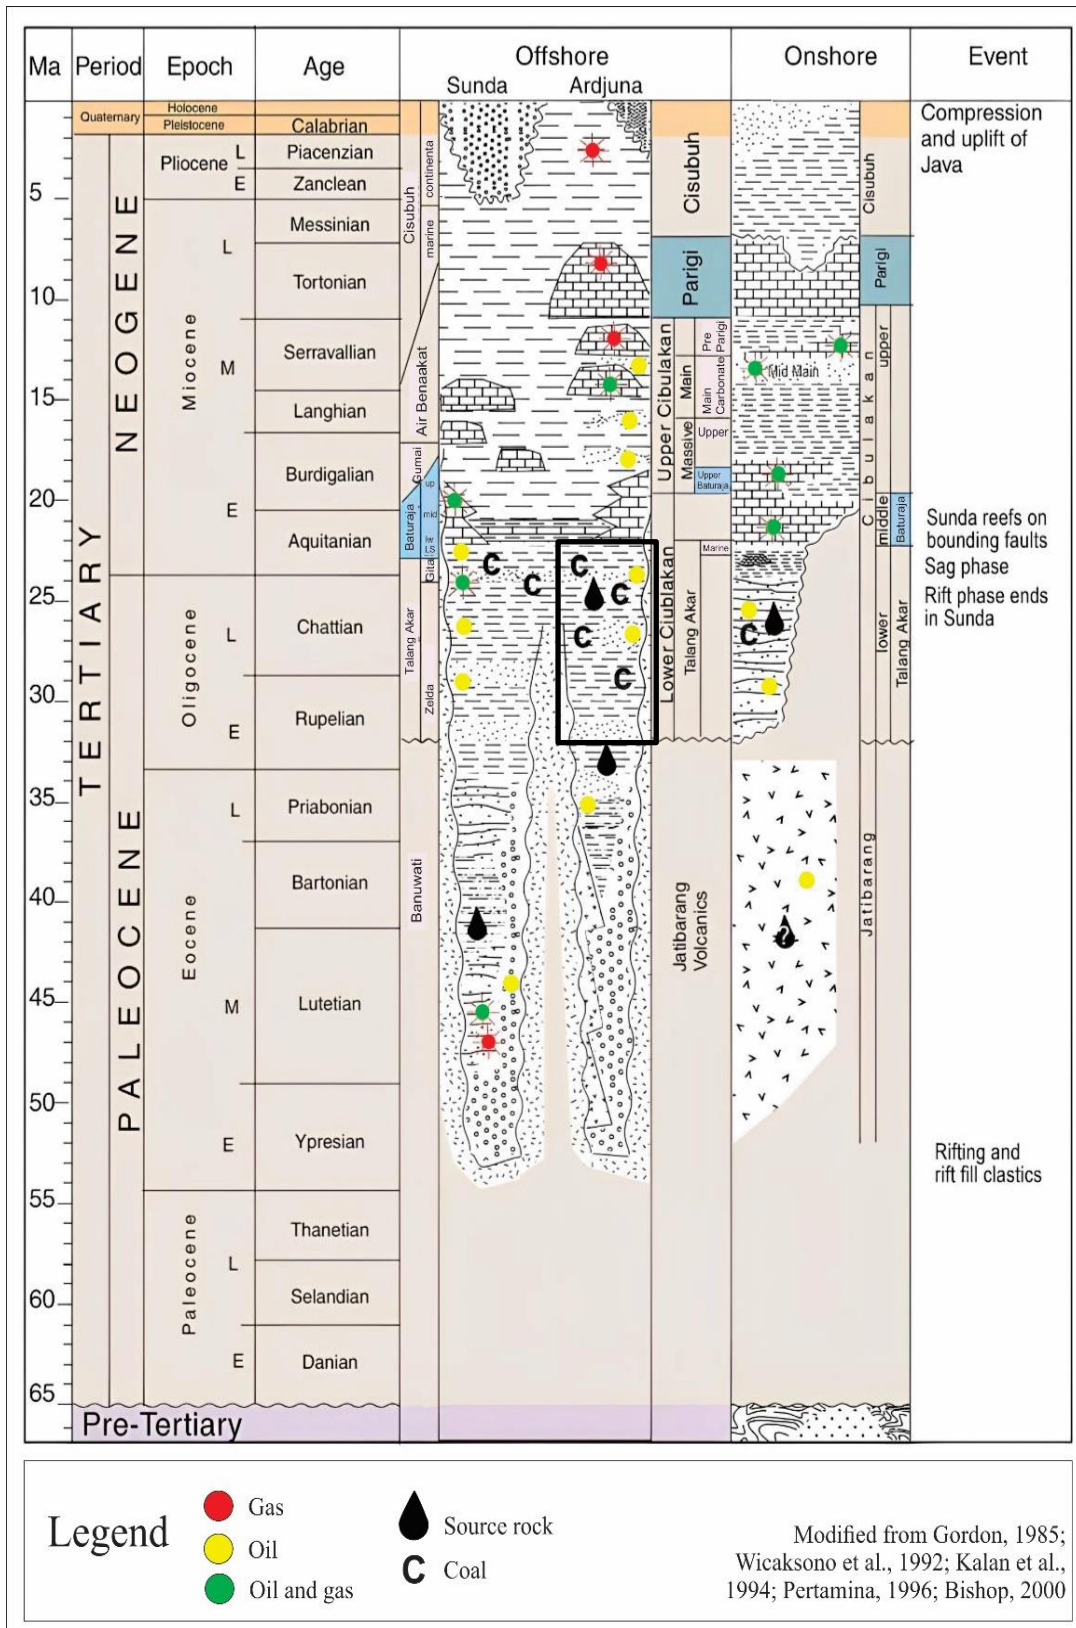 Ma Period Epoch Age Offshore Onshore Event
Sunda Ardjuna
Quaternary
Holocene
Pleistocene
Calabrian
Pliocene
L
Piacenzian
E
Zanclean
Messinian
L
Tortonian
Serravallian
M
Langhian
Burdigalian
E
Aquitanian
Miocene
NEOGENE
TERTIARY
Chattian
L
Oligocene
Rupelian
E
PALEOCENE
Priabonian
L
Bartonian
Eocene
Lutetian
M
Ypresian
E
Thanetian
L
Selandian
Paleocene
Danian
E
Pre-Tertiary
5
10
15
20
25
30
35
40
45
50
55
60
65
Cisubuh
continenta
marine
Air Benaakat
Gumai
Baturaja
up
mid
lw
LS
Gita
Talang Akar
Zelda
Banuwati
C
C
C
C
C
C
Cisubuh
Parigi
Upper Cibulakan
Pre Parigi
Main
Main Carbonate
Massive
Upper
Upper
Baturaja
Lower Ciublakan
Marine
Talang Akar
Jatibarang
Volcanics
Mid Main
C
?
Cisubuh
Parigi
Cibulakan
upper
middle
Baturaja
lower
Talang Akar
Jatibarang
Compression
and uplift of
Java
Sunda reefs on
bounding faults
Sag phase
Rift phase ends
in Sunda
Rifting and
rift fill clastics
Legend
Gas
Oil
Oil and gas
Source rock
C Coal
Modified from Gordon, 1985;
Wicaksono et al., 1992; Kalan et al.,
1994; Pertamina, 1996; Bishop, 2000